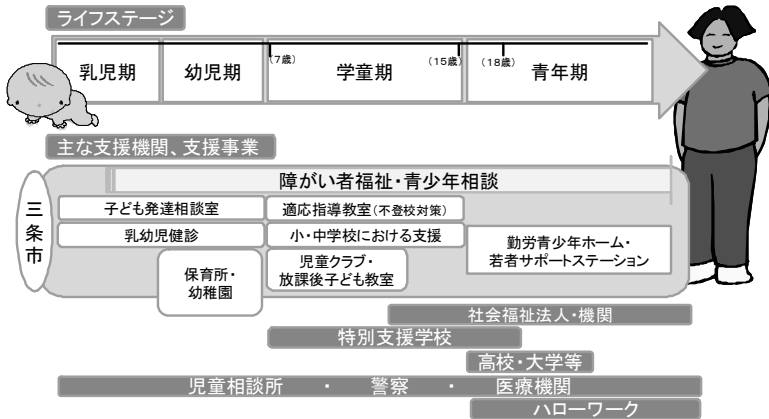 ライフステージ
乳児期
幼児期
(7歳)
学童期
(15歳)
(18歳)
青年期
主な支援機関、支援事業
三条市
障がい者福祉・青少年相談
子ども発達相談室
適応指導教室(不登校対策)
乳幼児健診
小・中学校における支援
勤労青少年ホーム・
若者サポートステーション
保育所・
幼稚園
児童クラブ・
放課後子ども教室
社会福祉法人・機関
特別支援学校
高校・大学等
児童相談所 ・ 警察 ・ 医療機関
ハローワーク